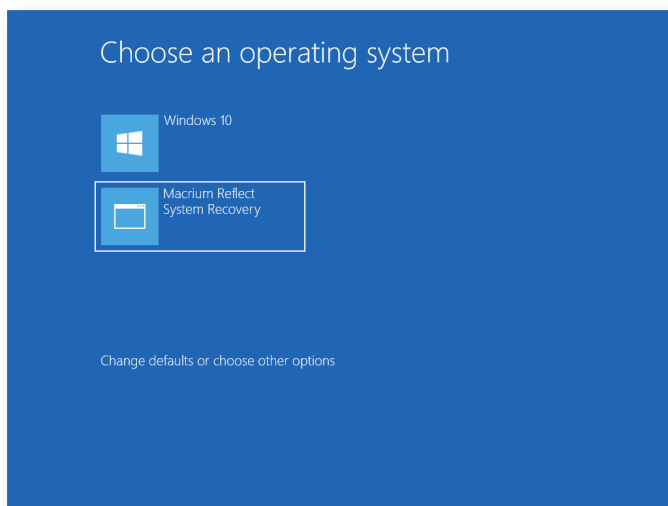 Choose an operating system
Windows 10
Macrium Reflect
System Recovery
Change defaults or choose other options